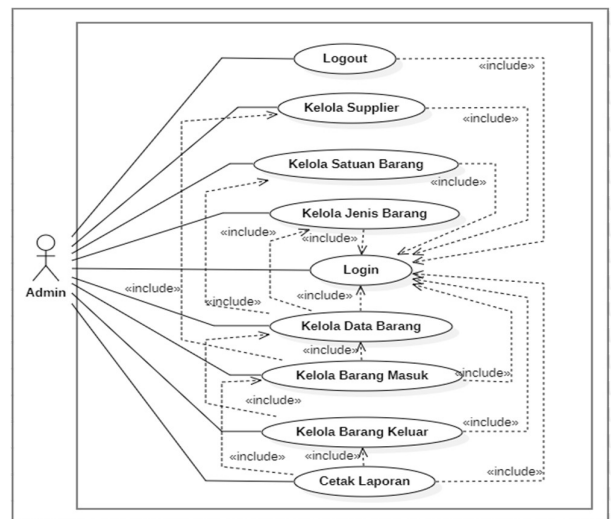 Logout
«include»
Kelola Supplier
«include»
Kelola Satuan Barang
«include»
Kelola Jenis Barang
«include»
«include»
Login
Admin
«include»
«include»
«include»
Kelola Data Barang
«include»
Kelola Barang Masuk
«include»
«include»
Kelola Barang Keluar
«include»
«include»
«include»
Cetak Laporan
«include»